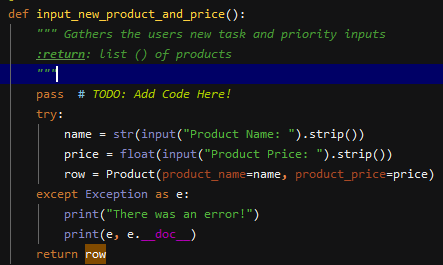 def input_new_product_and_price():
    """ Gathers the users new task and priority inputs
    :return: list () of products
    """
    pass  # TODO: Add Code Here!
    try:
        name = str(input("Product Name: ").strip())
        price = float(input("Product Price: ").strip())
        row = Product(product_name=name, product_price=price)
    except Exception as e:
        print("There was an error!")
        print(e, e.__doc__)
    return row